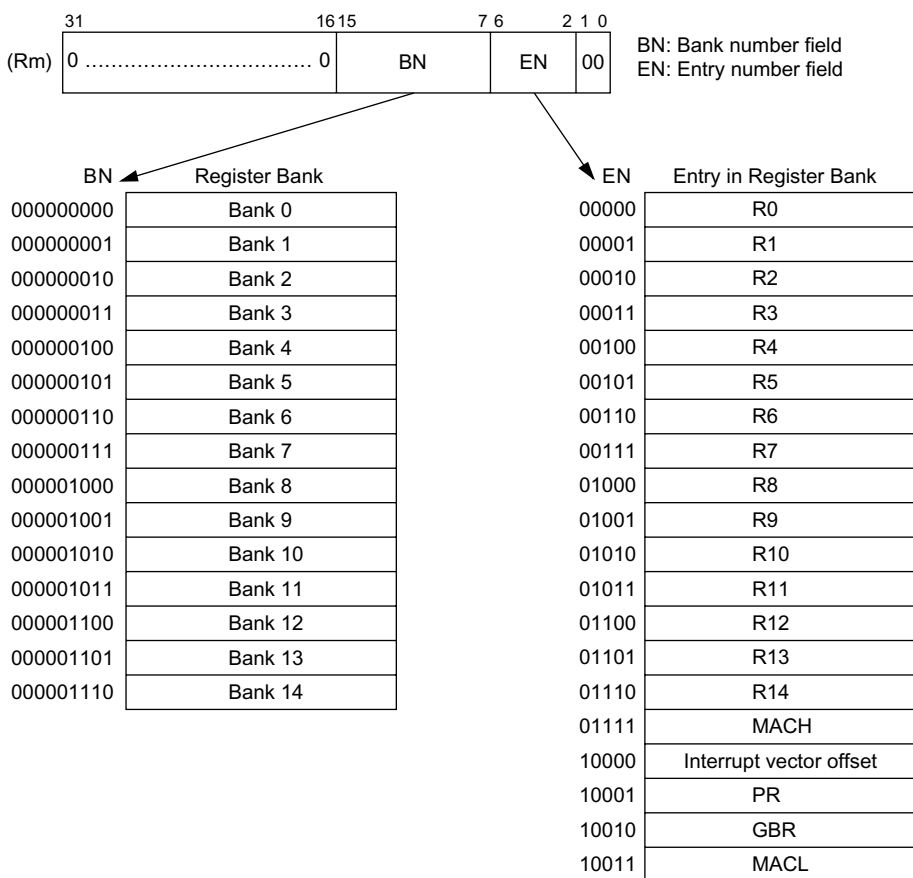 31 16 15 7 6 2 1 0
(Rm) 0 .................................. 0 BN EN 00
BN: Bank number field
EN: Entry number field
BN Register Bank
000000000 Bank 0
000000001 Bank 1
000000010 Bank 2
000000011 Bank 3
000000100 Bank 4
000000101 Bank 5
000000110 Bank 6
000000111 Bank 7
000001000 Bank 8
000001001 Bank 9
000001010 Bank 10
000001011 Bank 11
000001100 Bank 12
000001101 Bank 13
000001110 Bank 14
EN Entry in Register Bank
00000 R0
00001 R1
00010 R2
00011 R3
00100 R4
00101 R5
00110 R6
00111 R7
01000 R8
01001 R9
01010 R10
01011 R11
01100 R12
01101 R13
01110 R14
01111 MACH
10000 Interrupt vector offset
10001 PR
10010 GBR
10011 MACL